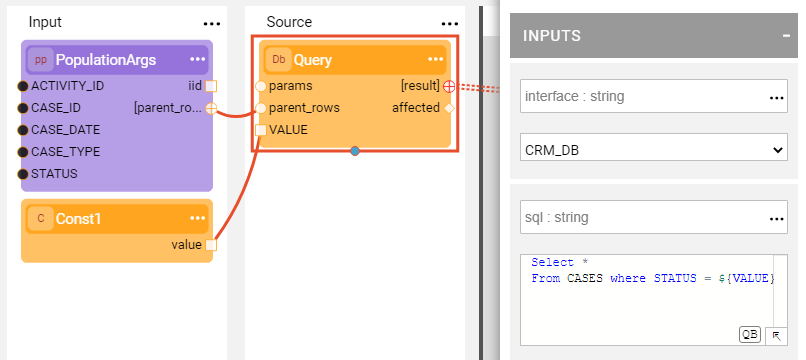 Input
...
pp PopulationArgs ...
ACTIVITY_ID iid
CASE_ID [parent_ro...
CASE_DATE
CASE_TYPE
STATUS
C Const1 ...
value
Source
...
Db Query ...
params [result]
parent_rows affected
VALUE
INPUTS -
interface : string ...
CRM_DB
sql : string ...
Select *
From CASES where STATUS = ${VALUE}
QB